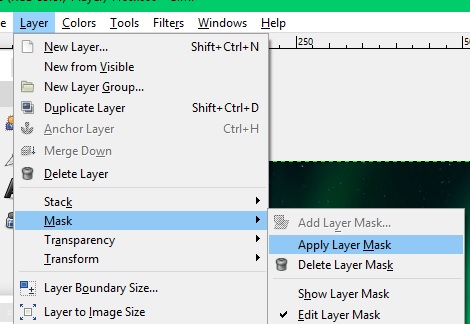 Layer Colors Tools Filters Windows Help
New Layer... Shift+Ctrl+N
New from Visible
New Layer Group...
Duplicate Layer Shift+Ctrl+D
Anchor Layer Ctrl+H
Merge Down
Delete Layer
Stack
Mask
Transparency
Transform
Layer Boundary Size...
Layer to Image Size
250
Add Layer Mask...
Apply Layer Mask
Delete Layer Mask
Show Layer Mask
Edit Layer Mask